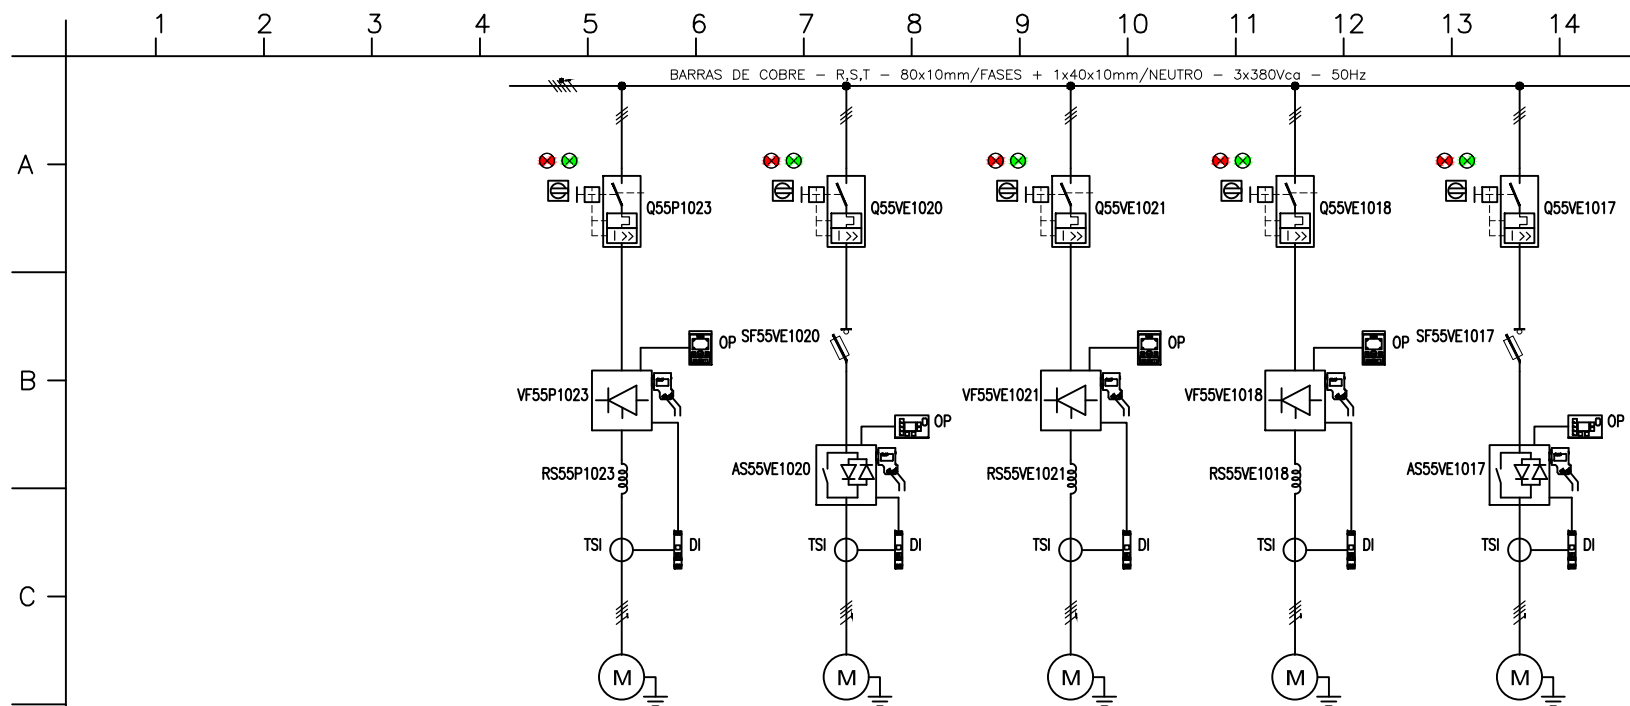 1 2 3 4 5 6 7 8 9 10 11 12 13 14
BARRAS DE COBRE - R,S,T - 80x10mm/FASES + 1x40x10mm/NEUTRO - 3x380Vca - 50Hz
A
Q55P1023 Q55VE1020 Q55VE1021 Q55VE1018 Q55VE1017
I >> I >> I >> I >> I >>
OP SF55VE1020 OP OP SF55VE1017
B
VF55P1023 VF55VE1021 VF55VE1018
OP OP
RS55P1023 AS55VE1020 RS55VE1021 RS55VE1018 AS55VE1017
TSI DI TSI DI TSI DI TSI DI TSI DI
C
M M M M M